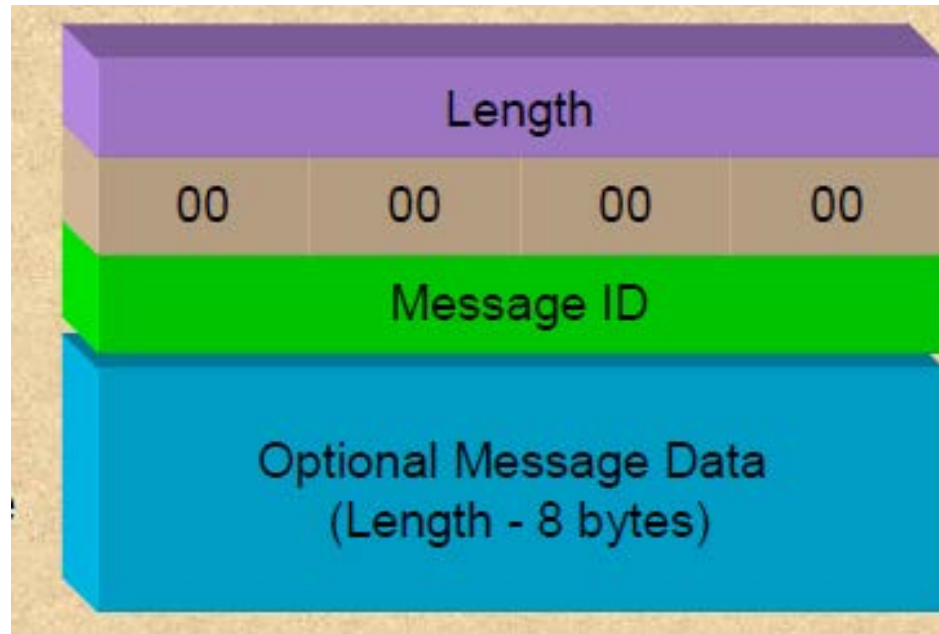 Length
00 00 00 00
Message ID
Optional Message Data
(Length - 8 bytes)